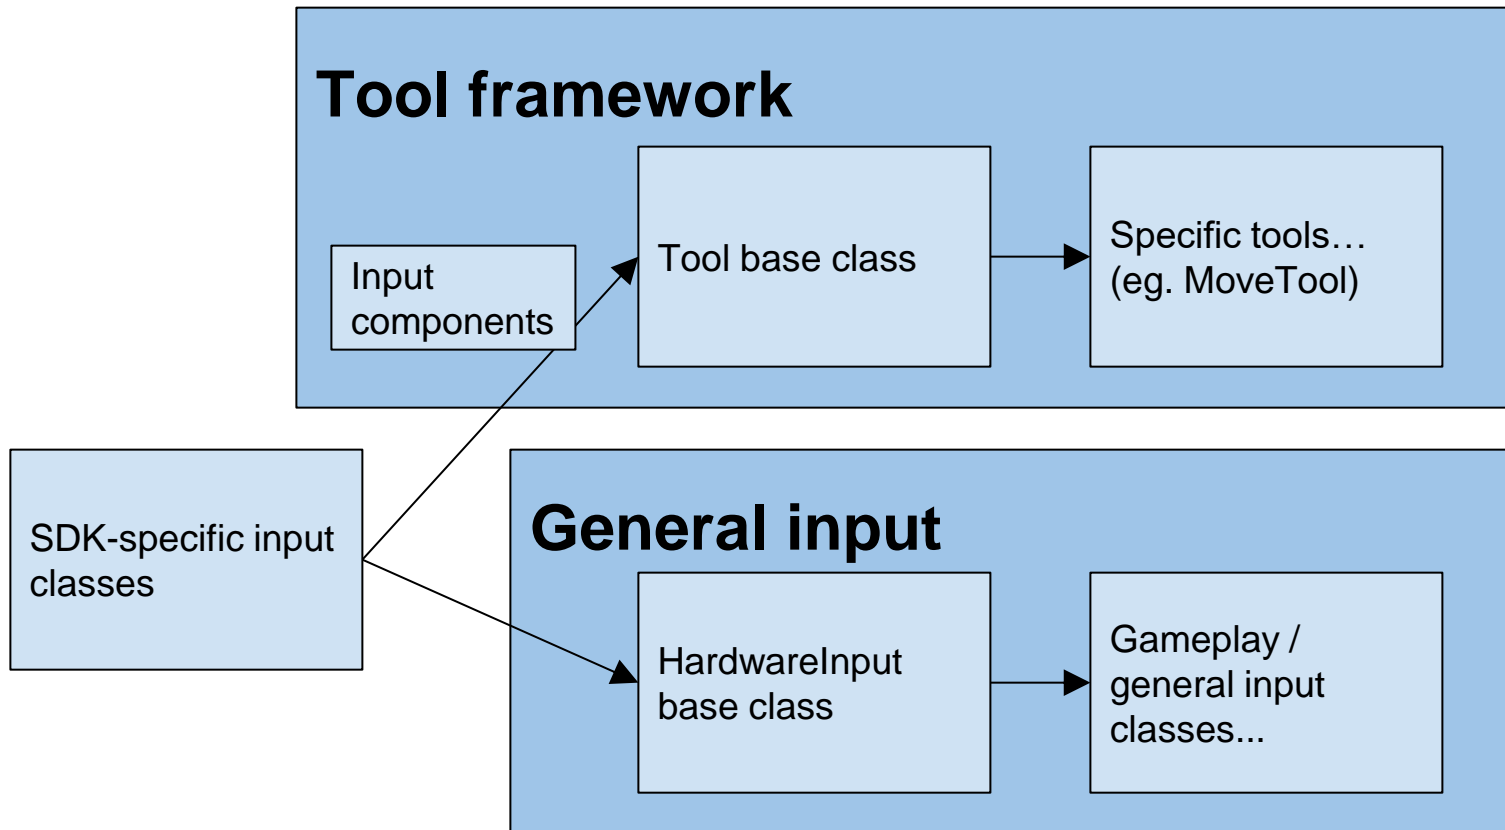 Tool framework
Input
components
Tool base class
Specific tools…
(eg. MoveTool)
SDK-specific input
classes
General input
HardwareInput
base class
Gameplay /
general input
classes...